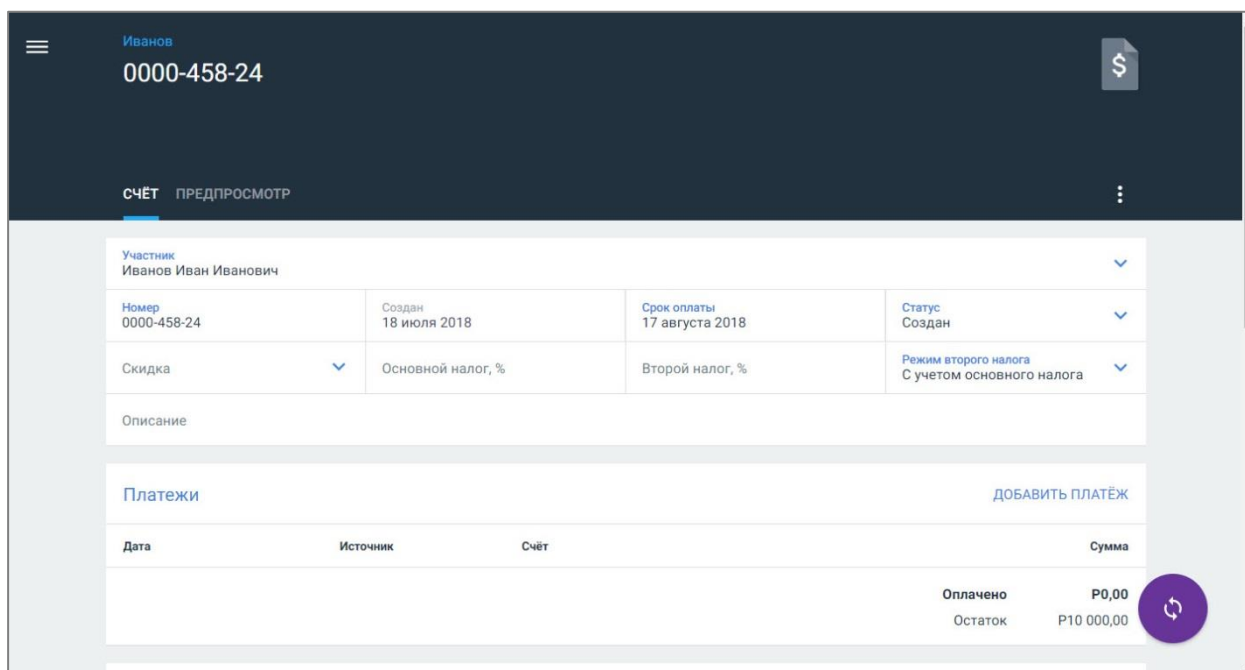 Иванов
0000-458-24
$
СЧЁТ ПРЕДПРОСМОТР
Участник
Иванов Иван Иванович
Номер Создан Срок оплаты Статус
0000-458-24 18 июля 2018 17 августа 2018 Создан
Скидка Основной налог, % Второй налог, % Режим второго налога
С учетом основного налога
Описание
Платежи ДОБАВИТЬ ПЛАТЁЖ
Дата Источник Счёт Сумма
Оплачено Р0,00
Остаток Р10 000,00